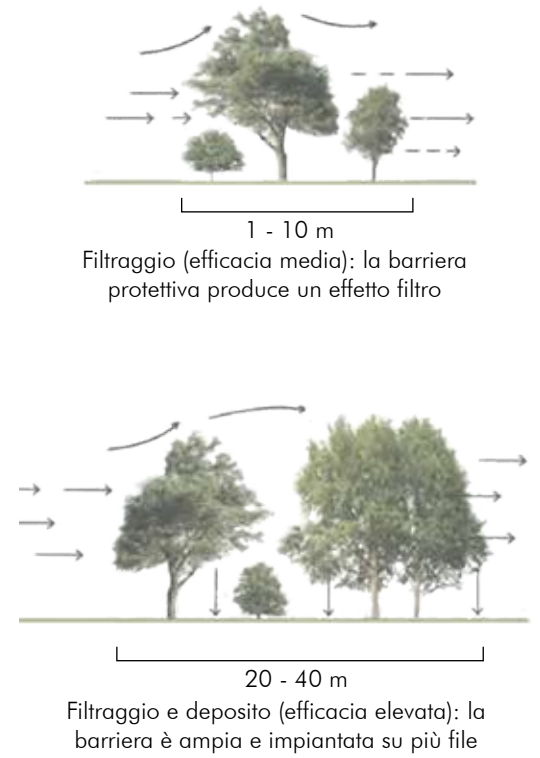 1 - 10 m
Filtraggio (efficacia media): la barriera
protettiva produce un effetto filtro
20 - 40 m
Filtraggio e deposito (efficacia elevata): la
barriera è ampia e impiantata su più file